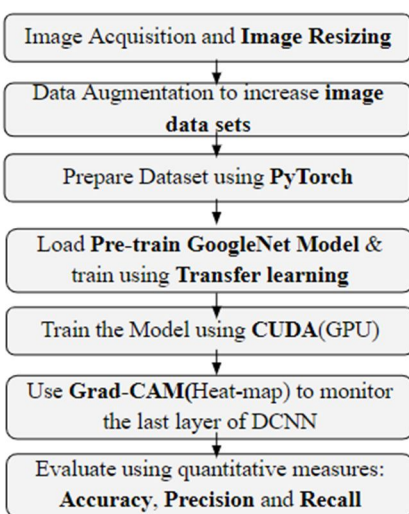 Image Acquisition and Image Resizing
Data Augmentation to increase image
data sets
Prepare Dataset using PyTorch
Load Pre-train GoogleNet Model &
train using Transfer learning
Train the Model using CUDA(GPU)
Use Grad-CAM(Heat-map) to monitor
the last layer of DCNN
Evaluate using quantitative measures:
Accuracy, Precision and Recall